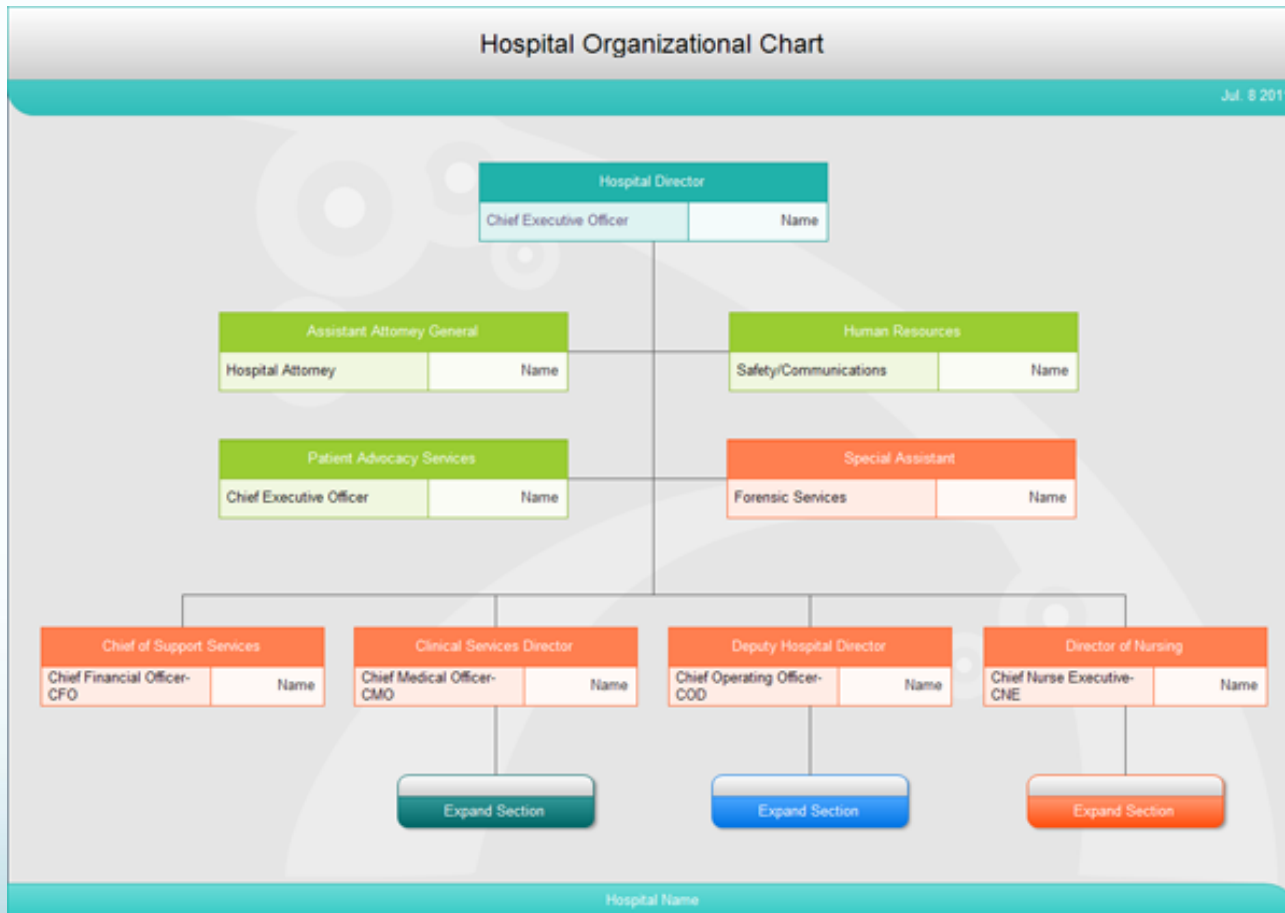 Hospital Organizational Chart
Jul. 8 201
Hospital Director
Chief Executive Officer Name
Assistant Attorney General
Hospital Attorney Name
Human Resources
Safety/Communications Name
Patient Advocacy Services
Chief Executive Officer Name
Special Assistant
Forensic Services Name
Chief of Support Services
Chief Financial Officer-
CFO
Name
Clinical Services Director
Chief Medical Officer-
CMO
Name
Deputy Hospital Director
Chief Operating Officer-
COD
Name
Director of Nursing
Chief Nurse Executive-
CNE
Name
Expand Section
Expand Section
Expand Section
Hospital Name